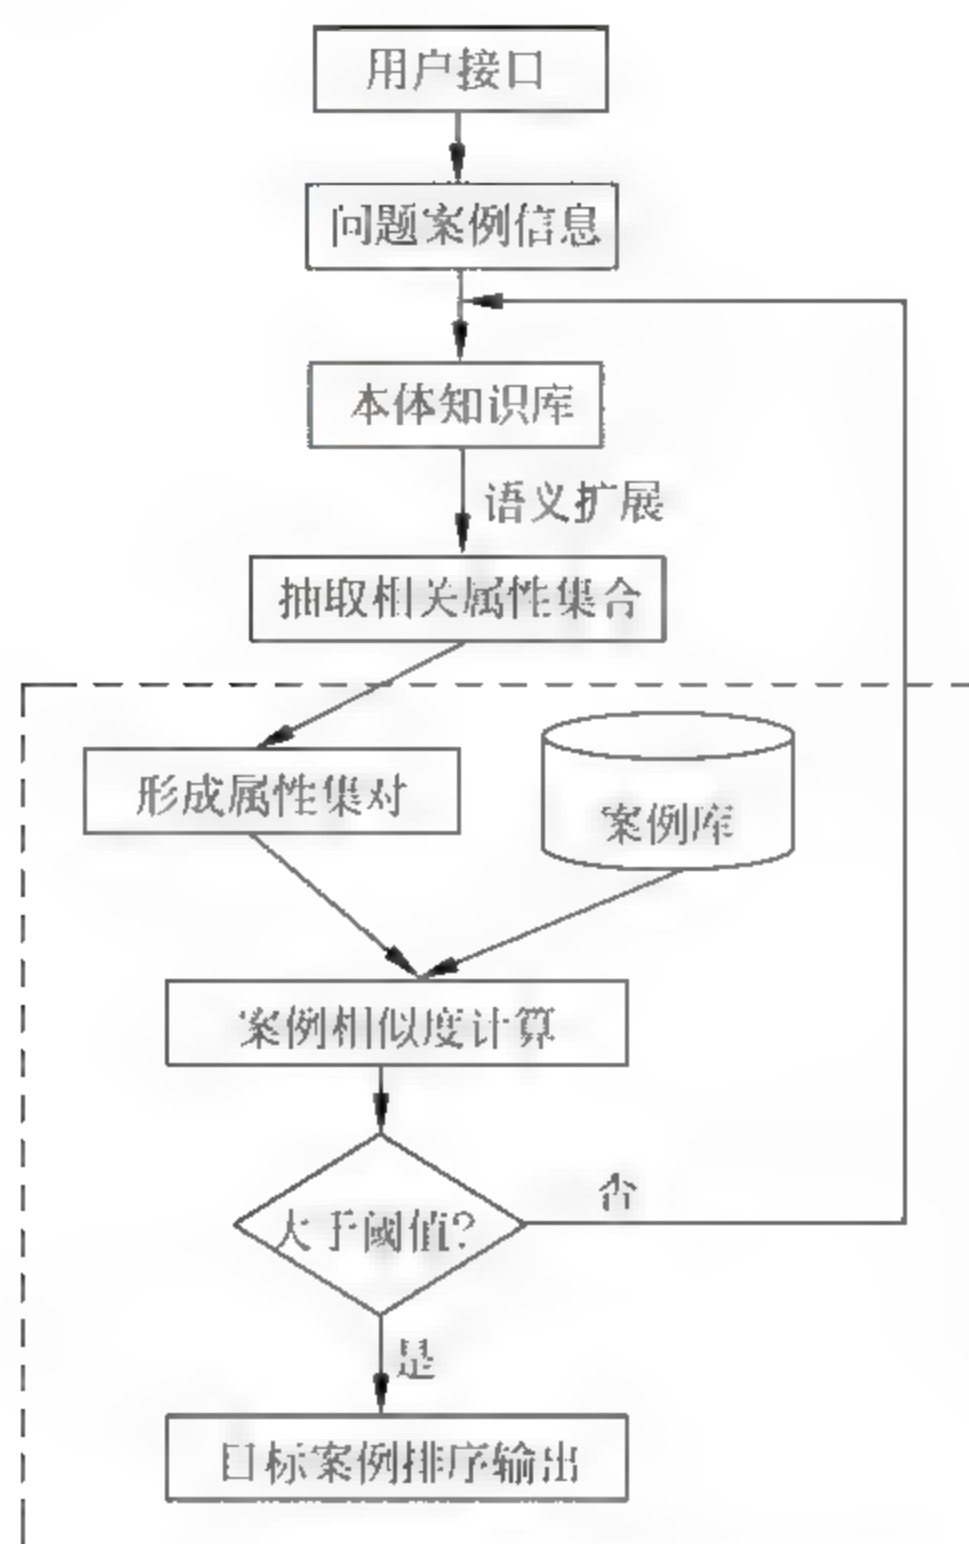 用户接口
问题案例信息
本体知识库
语义扩展
抽取相关属性集合
形成属性集对
案例库
案例相似度计算
大于阈值?
否
是
目标案例排序输出